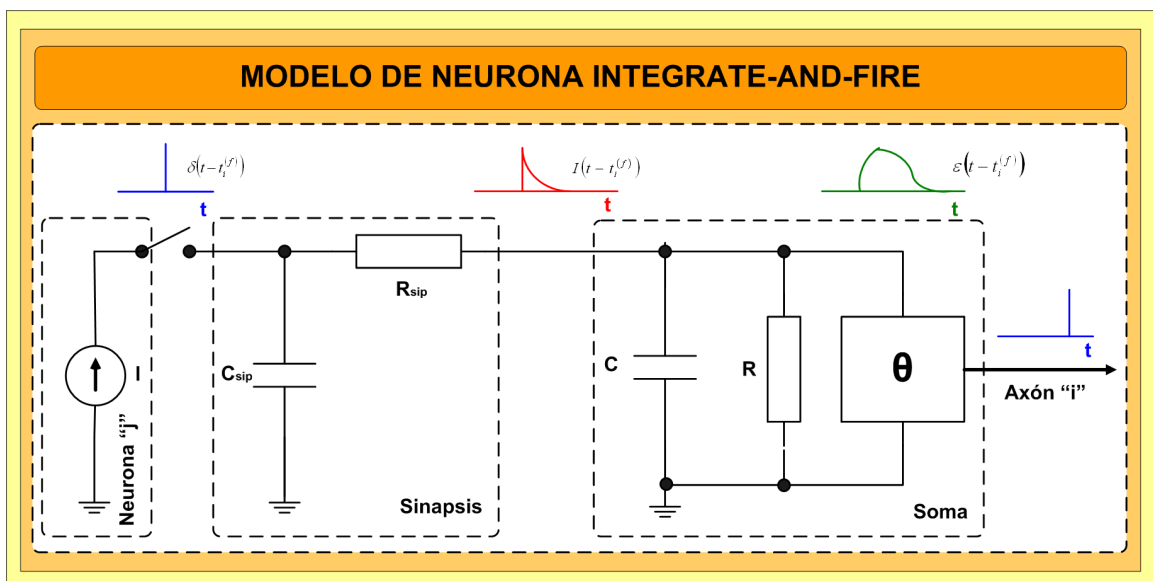 MODELO DE NEURONA INTEGRATE-AND-FIRE
δ(t−t_i^(f))
t
I(t−t_i^(f))
t
ε(t−t_i^(f))
t
I
Neurona “j”
Csip
Rsip
Sinapsis
C
R
θ
Soma
t
Axón “i”